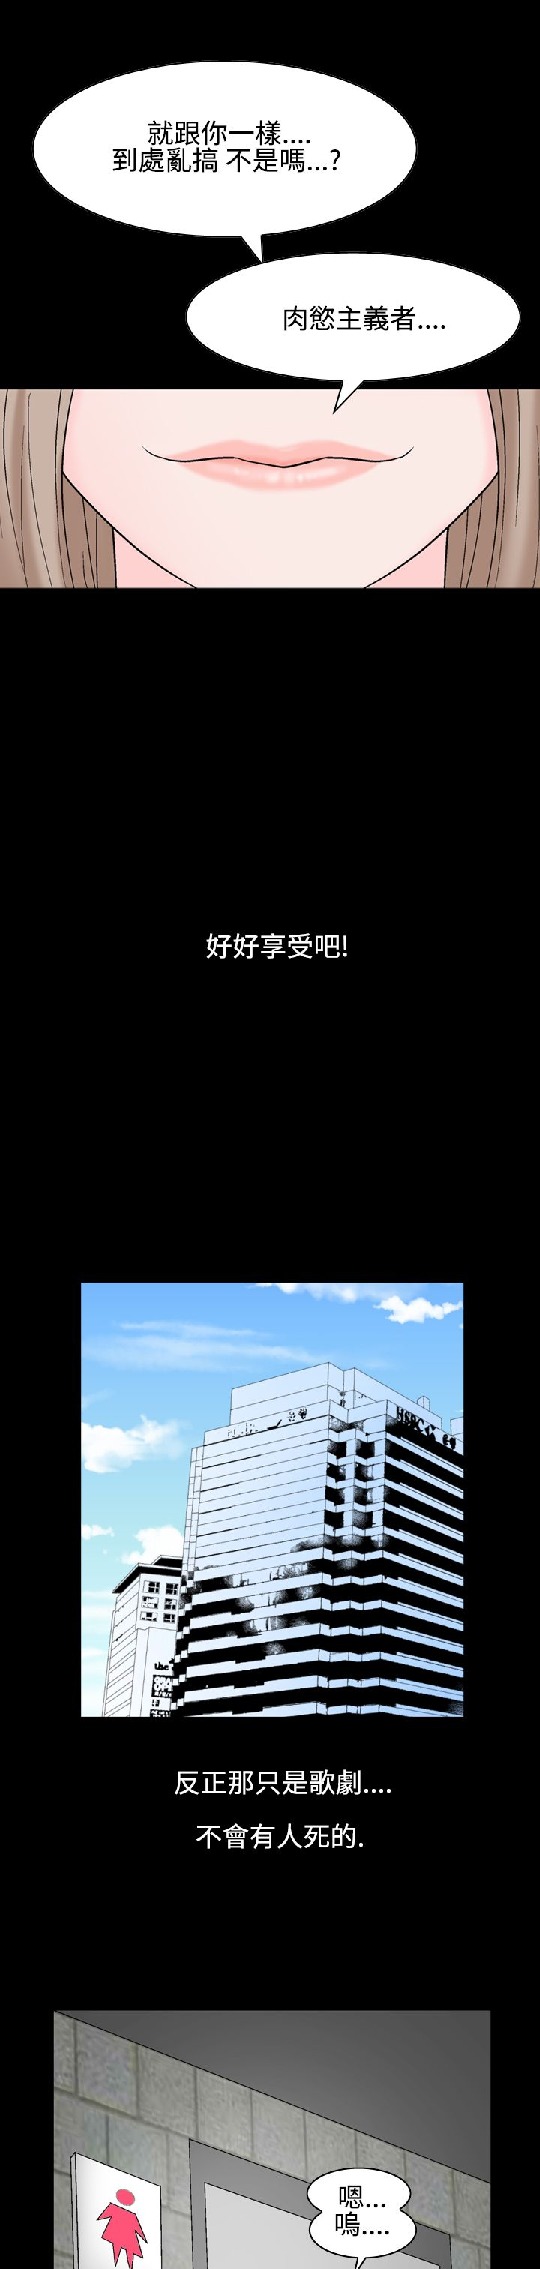 就跟你一樣....
到處亂搞 不是嗎...?
肉慾主義者....
好好享受吧!
HSBC
反正那只是歌劇....
不會有人死的.
嗯...
嗚....